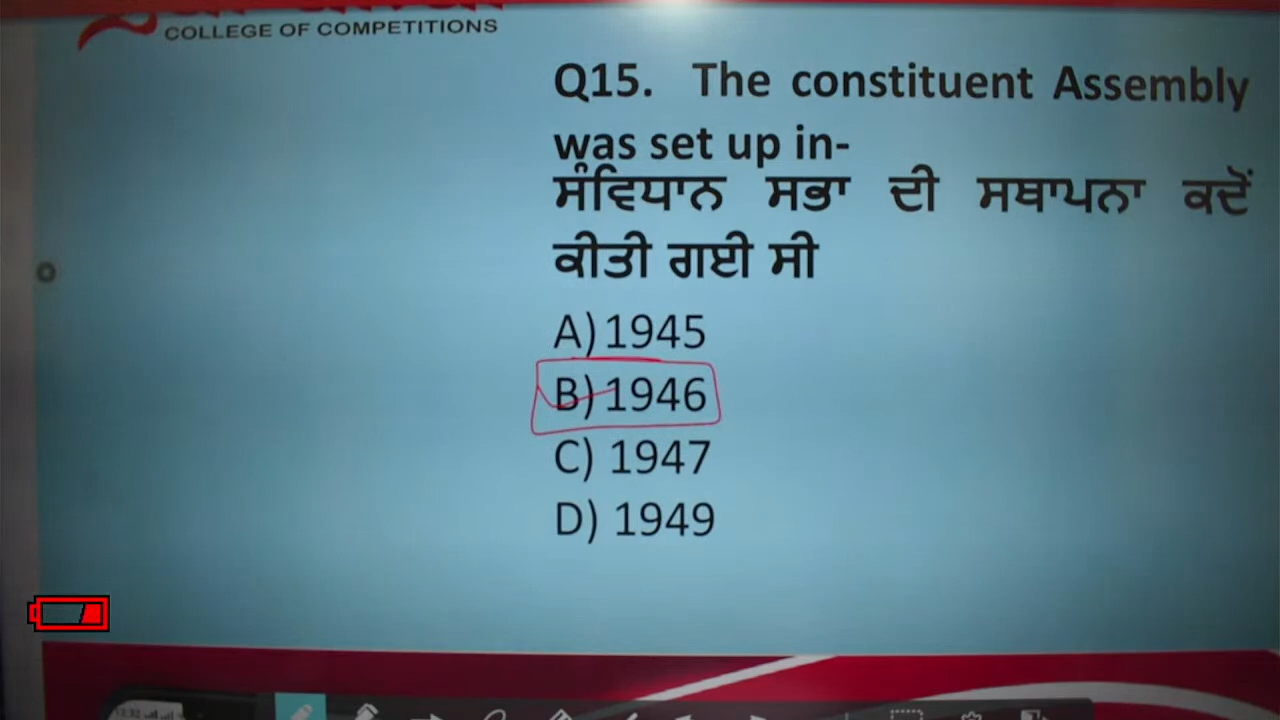 COLLEGE OF COMPETITIONS
Q15. The constituent Assembly
was set up in-
ਸੰਵਿਧਾਨ ਸਭਾ ਦੀ ਸਥਾਪਨਾ ਕਦੋਂ
ਕੀਤੀ ਗਈ ਸੀ
A) 1945
B) 1946
C) 1947
D) 1949